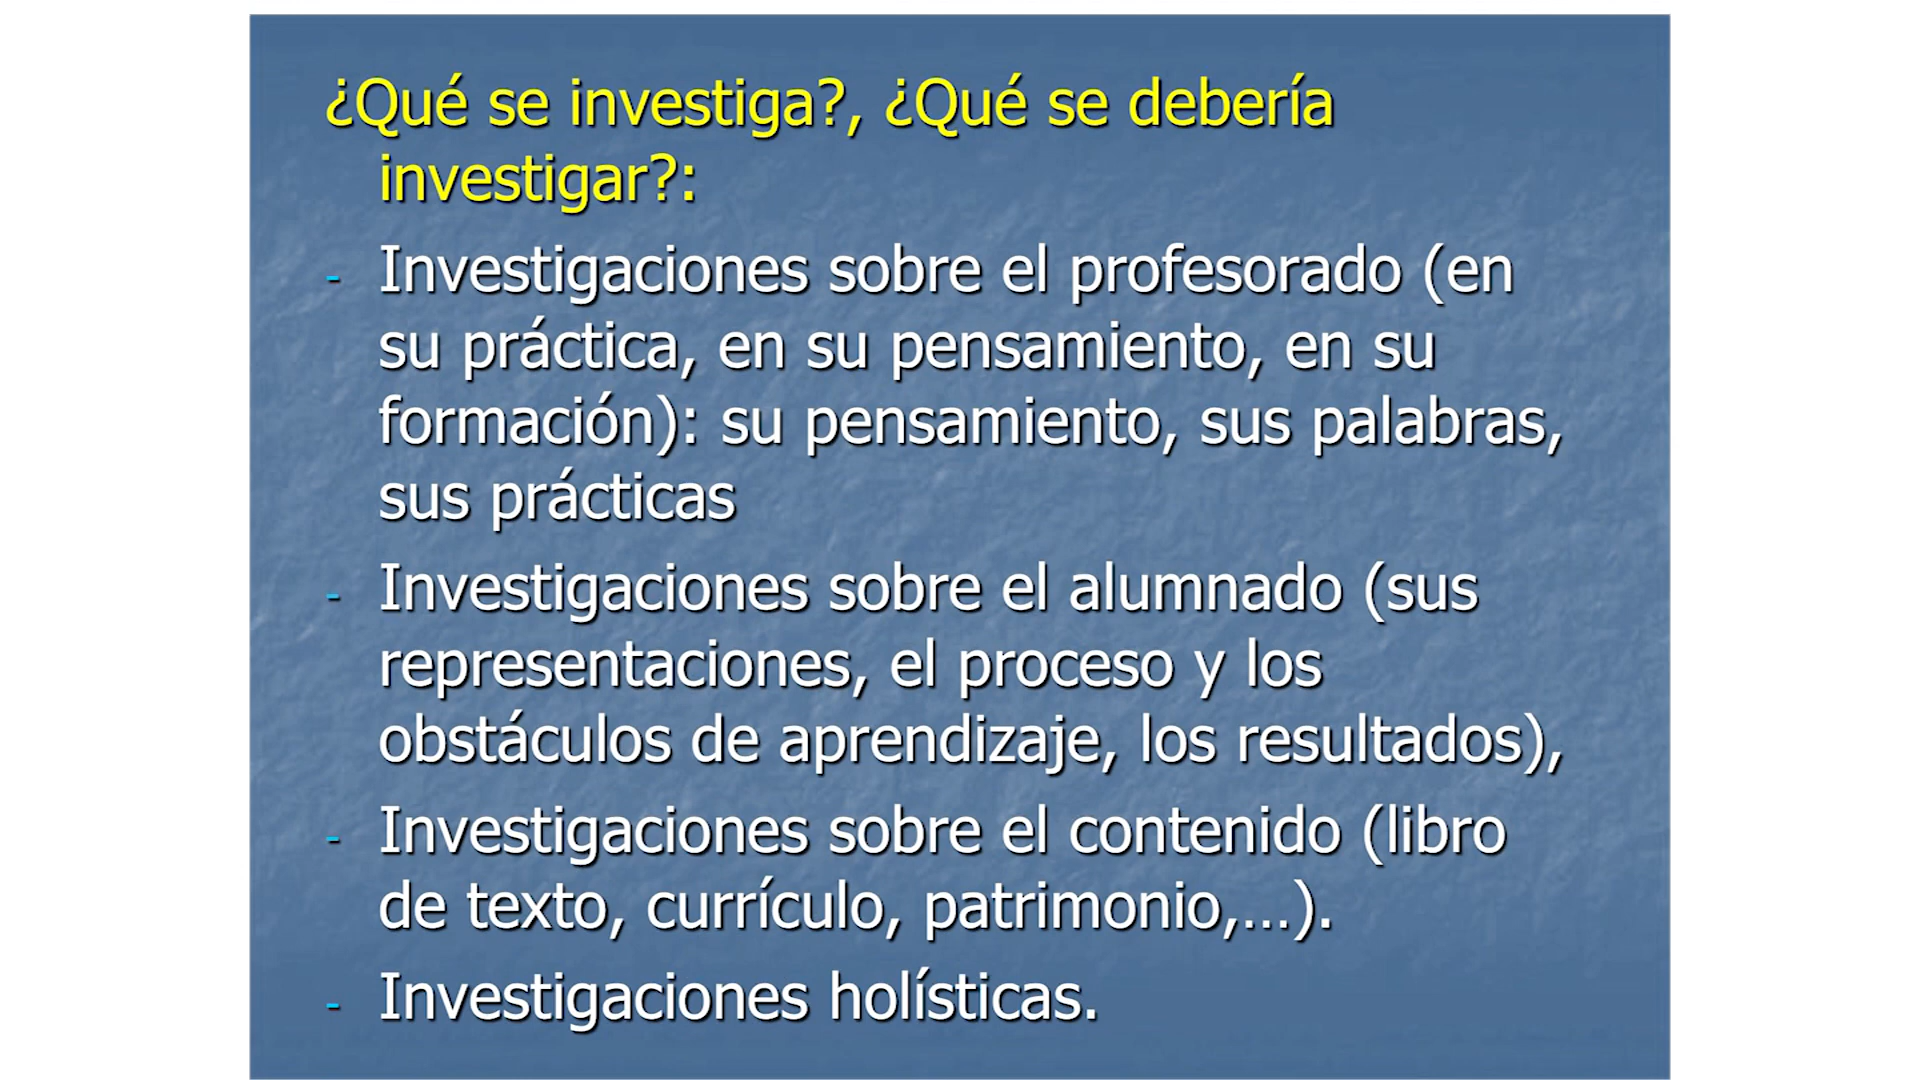 ¿Qué se investiga?, ¿Qué se debería
investigar?:
- Investigaciones sobre el profesorado (en
su práctica, en su pensamiento, en su
formación): su pensamiento, sus palabras,
sus prácticas
- Investigaciones sobre el alumnado (sus
representaciones, el proceso y los
obstáculos de aprendizaje, los resultados),
- Investigaciones sobre el contenido (libro
de texto, currículo, patrimonio,…).
- Investigaciones holísticas.